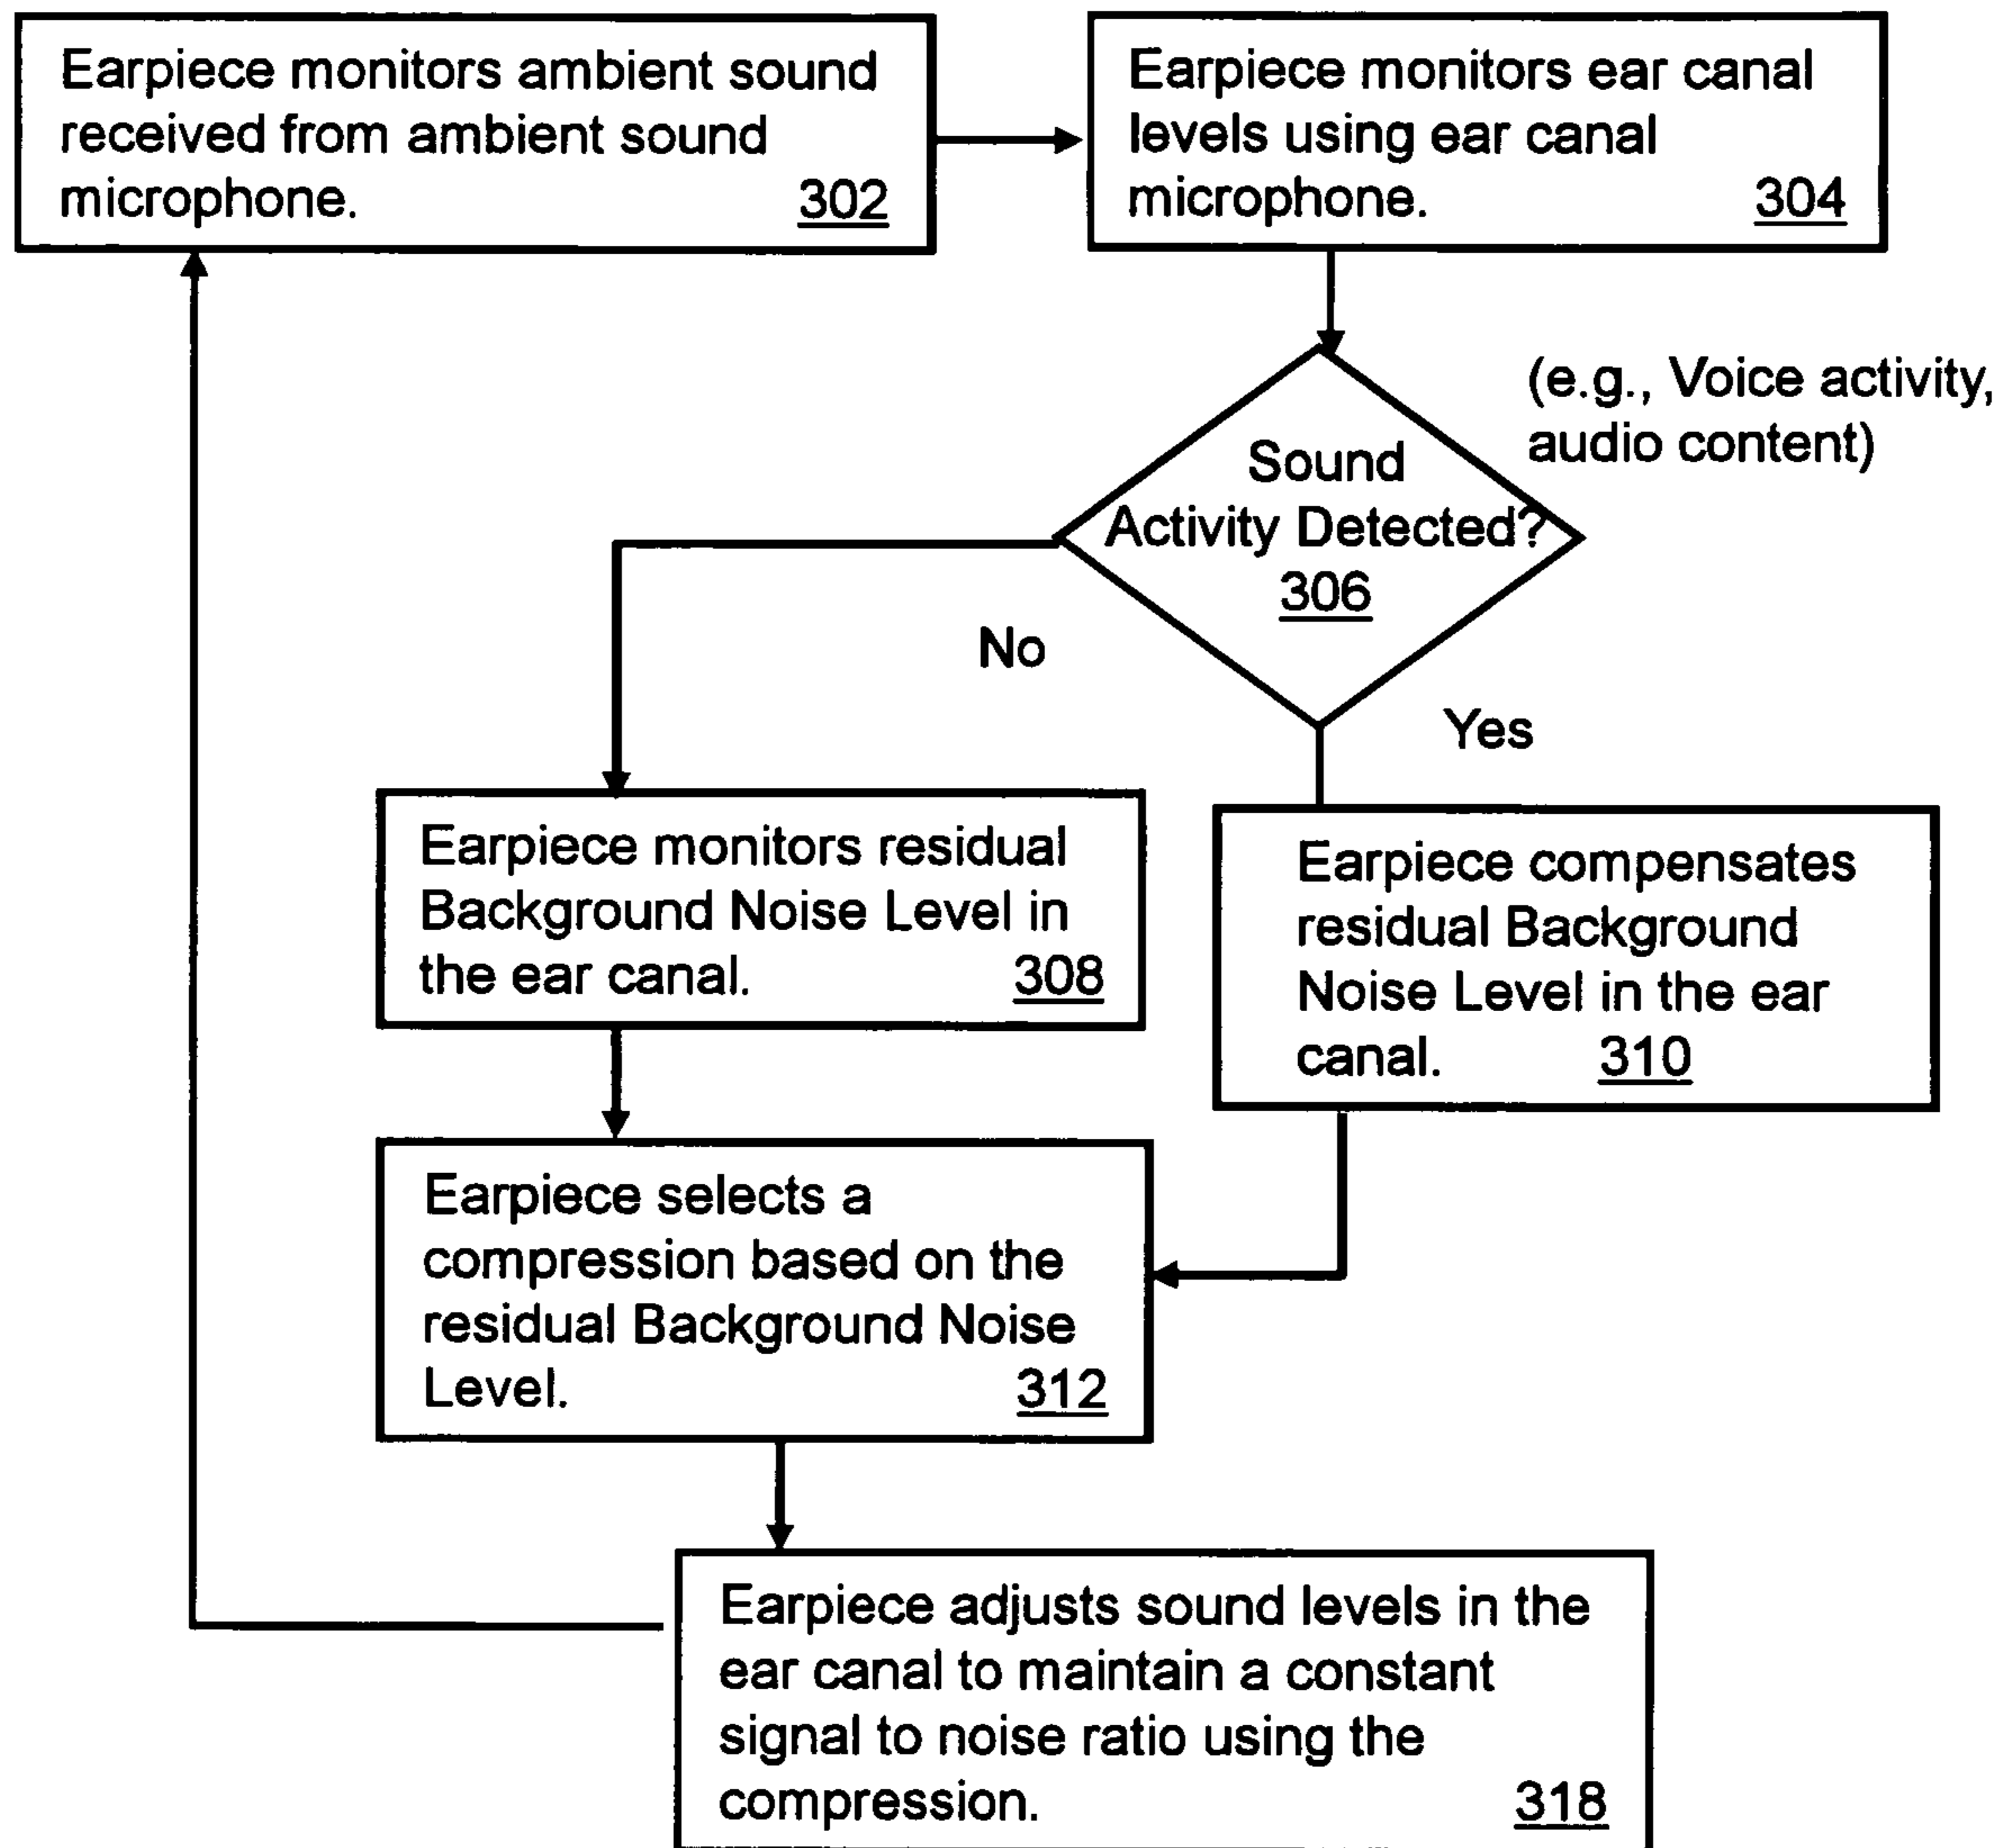 Earpiece monitors ambient sound
received from ambient sound
microphone. 302
Earpiece monitors ear canal
levels using ear canal
microphone. 304
(e.g., Voice activity,
audio content)
Sound
Activity Detected?
306
No
Yes
Earpiece monitors residual
Background Noise Level in
the ear canal. 308
Earpiece compensates
residual Background
Noise Level in the ear
canal. 310
Earpiece selects a
compression based on the
residual Background Noise
Level. 312
Earpiece adjusts sound levels in the
ear canal to maintain a constant
signal to noise ratio using the
compression. 318